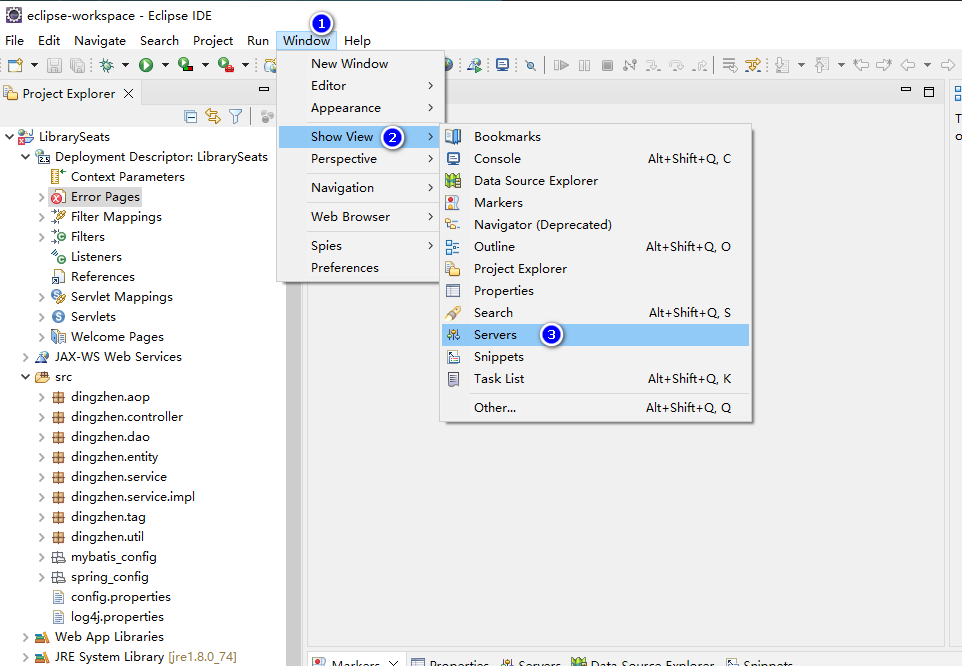 eclipse-workspace - Eclipse IDE
1
File Edit Navigate Search Project Run Window Help
Project Explorer
LibrarySeats
Deployment Descriptor: LibrarySeats
Context Parameters
Error Pages
Filter Mappings
Filters
Listeners
References
Servlet Mappings
Servlets
Welcome Pages
JAX-WS Web Services
src
dingzhen.aop
dingzhen.controller
dingzhen.dao
dingzhen.entity
dingzhen.service
dingzhen.service.impl
dingzhen.tag
dingzhen.util
mybatis_config
spring_config
config.properties
log4j.properties
Web App Libraries
JRE System Library [jre1.8.0_74]
New Window
Editor
Appearance
Show View 2
Perspective
Navigation
Web Browser
Spies
Preferences
Bookmarks
Console Alt+Shift+Q, C
Data Source Explorer
Markers
Navigator (Deprecated)
Outline Alt+Shift+Q, O
Project Explorer
Properties
Search Alt+Shift+Q, S
Servers 3
Snippets
Task List Alt+Shift+Q, K
Other... Alt+Shift+Q, Q
Markers Properties Servers Data Source Explorer Snippets